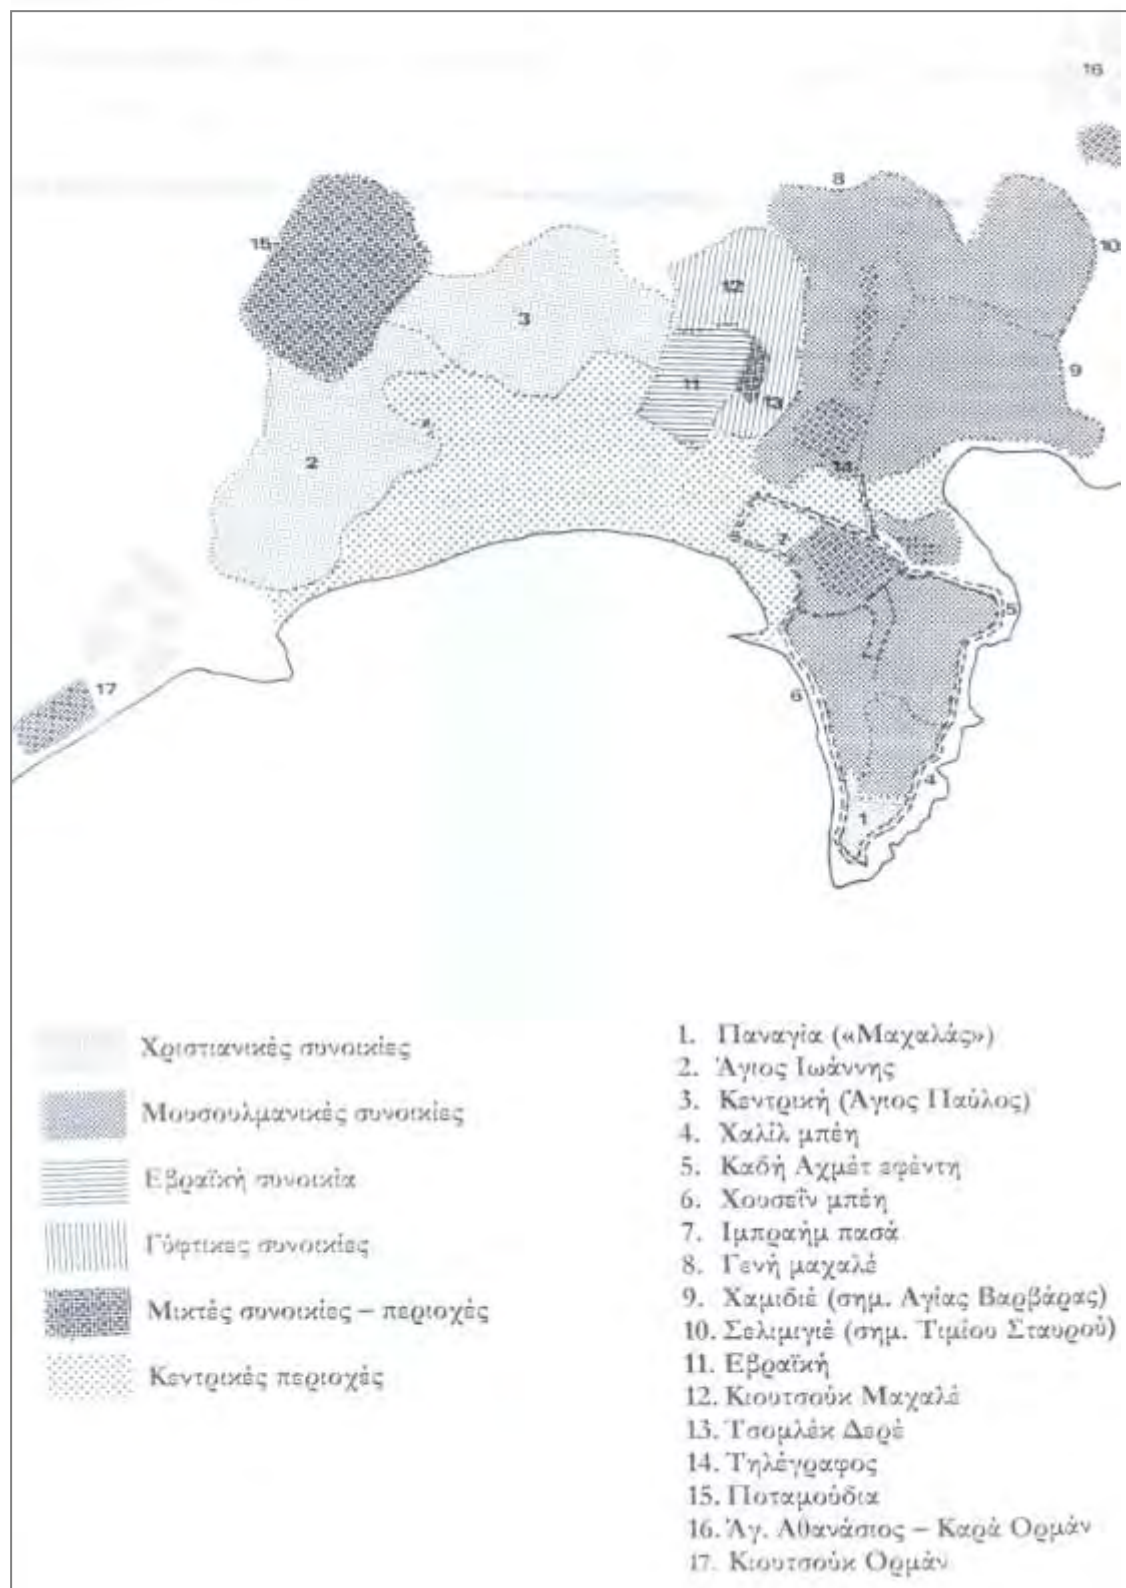 16
8
15
10
12
3
9
11
13
2
14
7
5
17
6
4
1
Χριστιανικές συνοικίες
Μουσουλμανικές συνοικίες
Εβραϊκή συνοικία
Γύφτικες συνοικίες
Μικτές συνοικίες – περιοχές
Κεντρικές περιοχές
1. Παναγία («Μαχαλάς»)
2. Άγιος Ιωάννης
3. Κεντρική (Άγιος Παύλος)
4. Χαλίλ μπέη
5. Καδή Αχμέτ εφέντη
6. Χουσεΐν μπέη
7. Ιμπραήμ πασά
8. Γενή μαχαλέ
9. Χαμιδιέ (σημ. Αγίας Βαρβάρας)
10. Σελιμιγιέ (σημ. Τιμίου Σταυρού)
11. Εβραϊκή
12. Κιουτσούκ Μαχαλέ
13. Τσομλέκ Δερέ
14. Τηλέγραφος
15. Ποταμούδια
16. Άγ. Αθανάσιος – Καρά Ορμάν
17. Κιουτσούκ Ορμάν